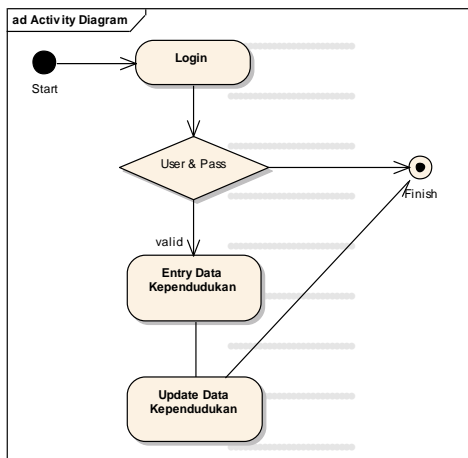 ad Activity Diagram
Login
Start
User & Pass
Finish
valid
Entry Data
Kependudukan
Update Data
Kependudukan